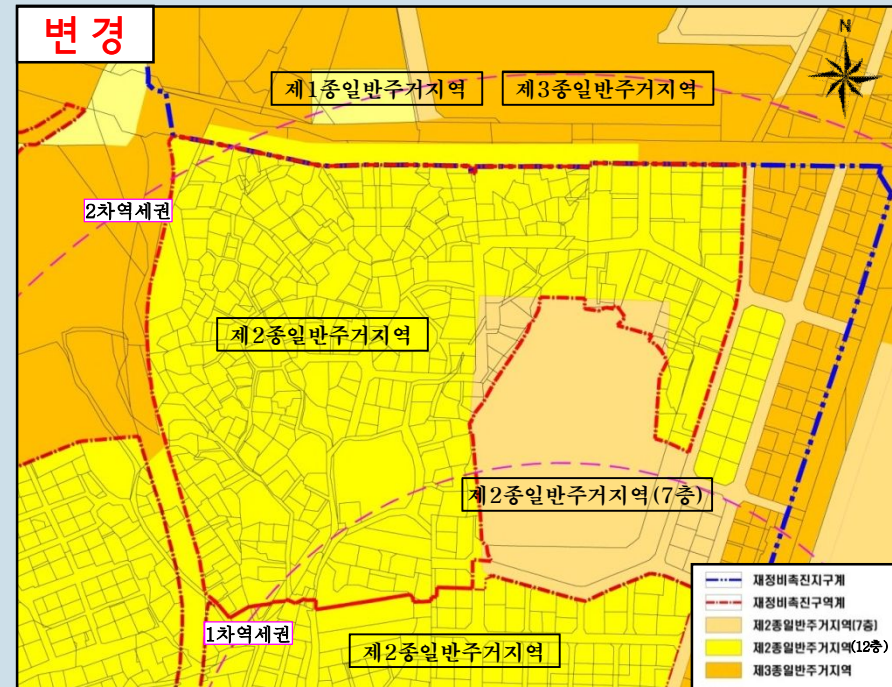 변 경
N
제1종일반주거지역
제3종일반주거지역
2차역세권
제2종일반주거지역
제2종일반주거지역(7층)
1차역세권
제2종일반주거지역
재정비촉진지구계
재정비촉진구역계
제2종일반주거지역(7층)
제2종일반주거지역(12층)
제3종일반주거지역